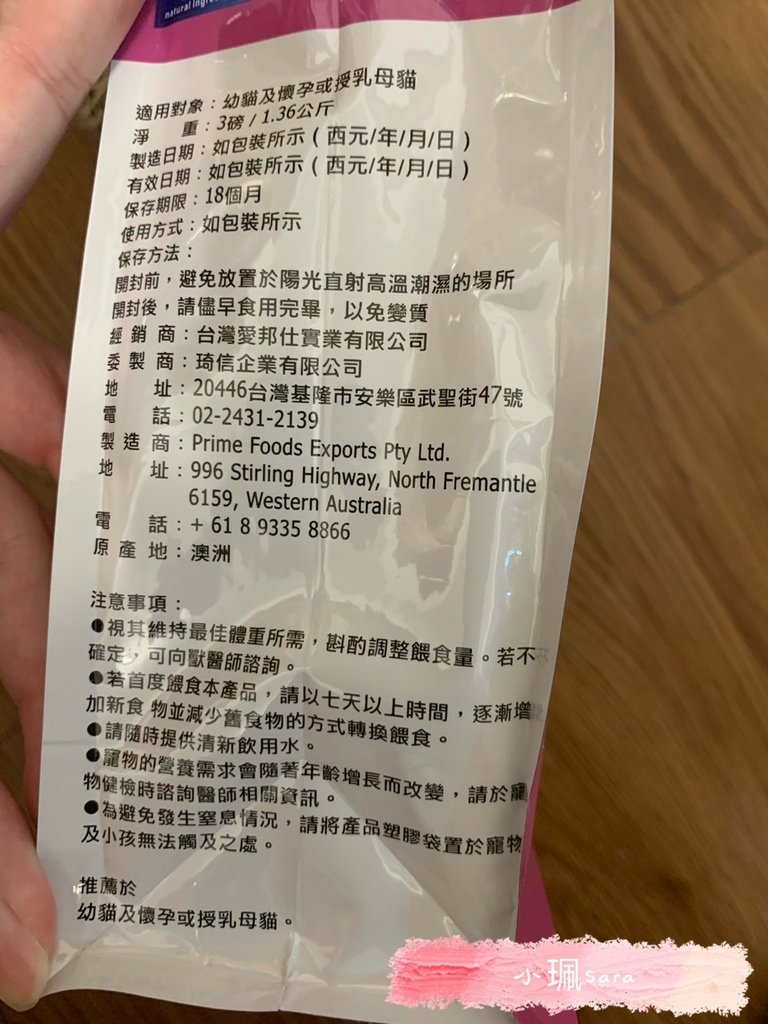 natural ingre
適用對象：幼貓及懷孕或授乳母貓
淨　　重：3磅 / 1.36公斤
製造日期：如包裝所示（西元/年/月/日）
有效日期：如包裝所示（西元/年/月/日）
保存期限：18個月
使用方式：如包裝所示
保存方法：
開封前，避免放置於陽光直射高溫潮濕的場所
開封後，請儘早食用完畢，以免變質
經 銷 商：台灣愛邦仕實業有限公司
委 製 商：琦信企業有限公司
地　　址：20446台灣基隆市安樂區武聖街47號
電　　話：02-2431-2139
製 造 商：Prime Foods Exports Pty Ltd.
地　　址：996 Stirling Highway, North Fremantle
6159, Western Australia
電　　話：+ 61 8 9335 8866
原 產 地：澳洲
注意事項：
●視其維持最佳體重所需，斟酌調整餵食量。若不
確定，可向獸醫師諮詢。
●若首度餵食本產品，請以七天以上時間，逐漸增
加新食 物並減少舊食物的方式轉換餵食。
●請隨時提供清新飲用水。
●寵物的營養需求會隨著年齡增長而改變，請於寵
物健檢時諮詢醫師相關資訊。
●為避免發生窒息情況，請將產品塑膠袋置於寵物
及小孩無法觸及之處。
推薦於
幼貓及懷孕或授乳母貓。
小珮sara